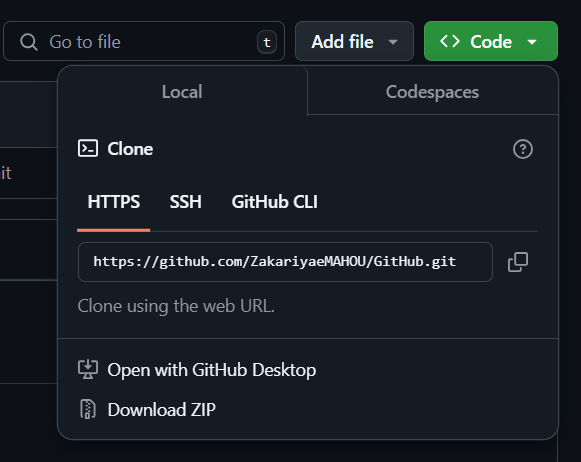 Go to file t Add file Code
Local Codespaces
Clone
it
HTTPS SSH GitHub CLI
https://github.com/ZakariyaeMAHOU/GitHub.git
Clone using the web URL.
Open with GitHub Desktop
Download ZIP